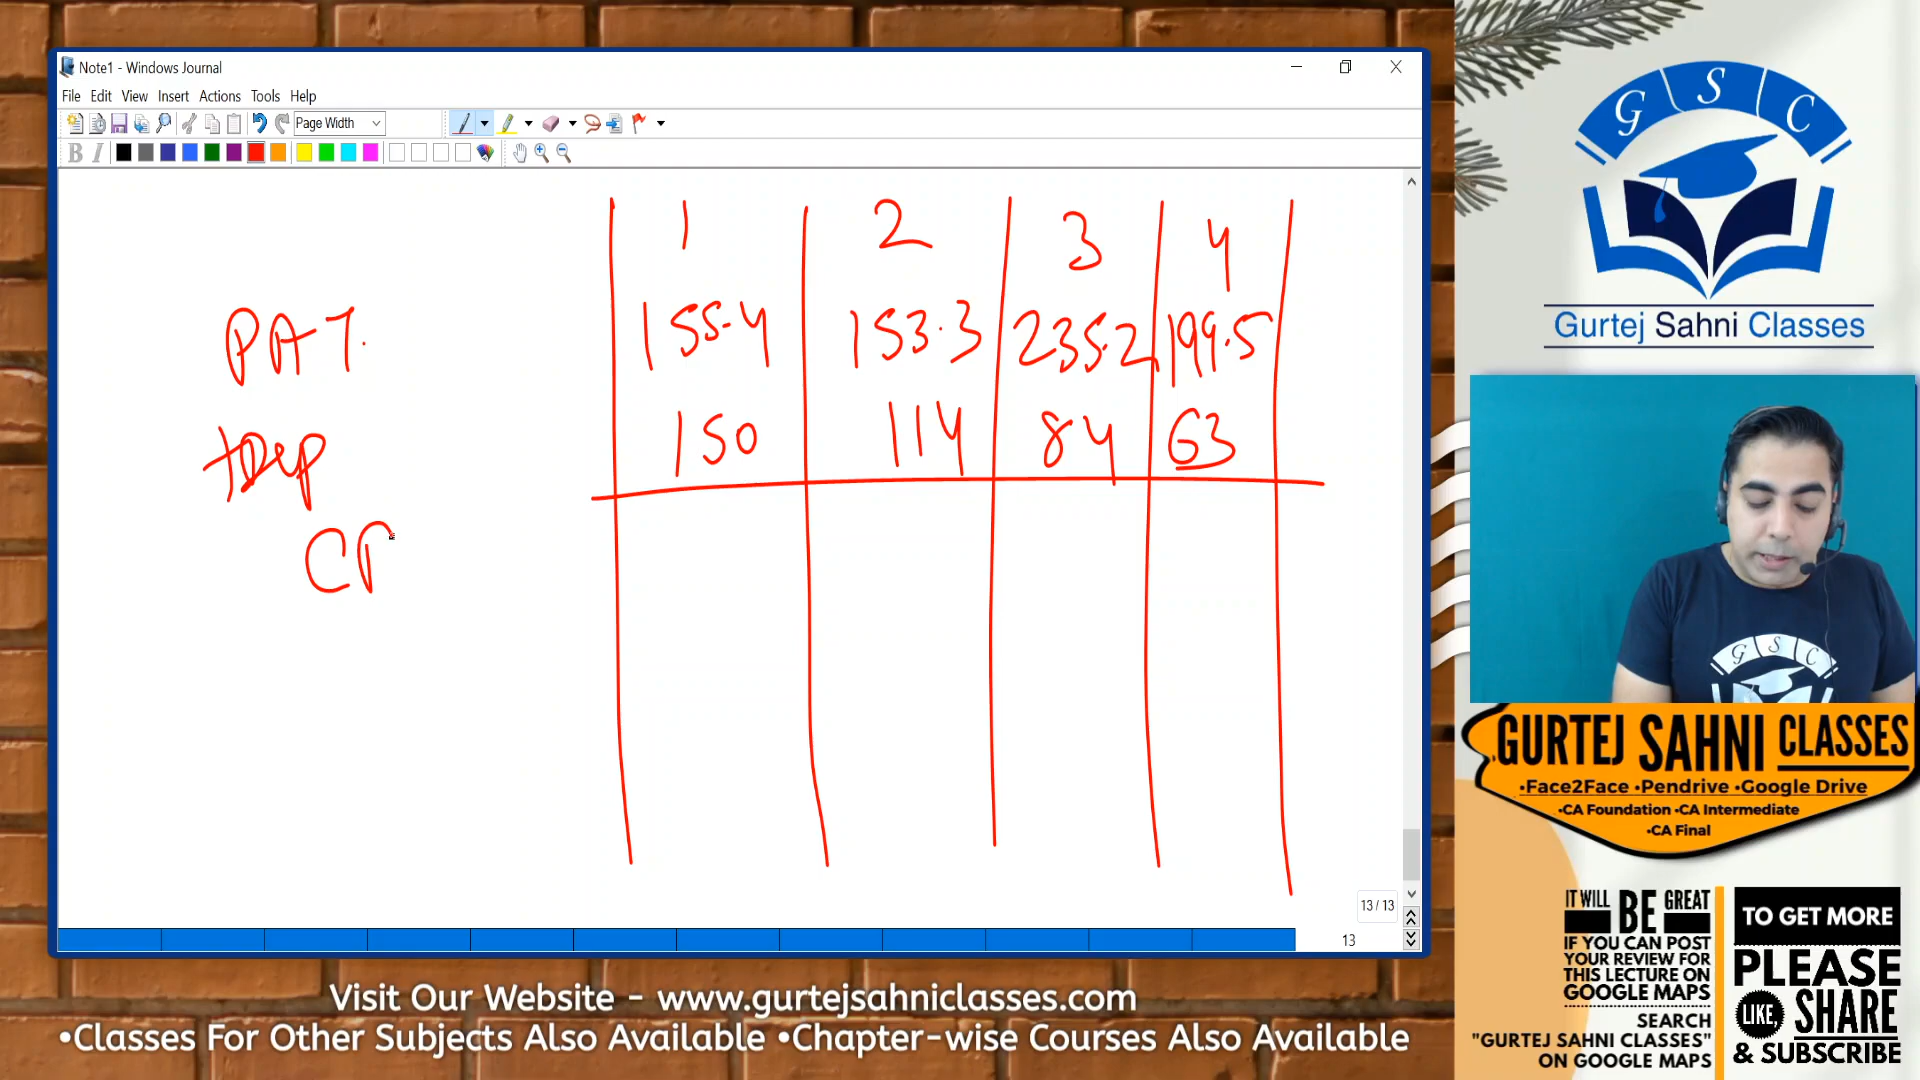 Note1 - Windows Journal
File Edit View Insert Actions Tools Help
Page Width
B I
1 2 3 4
PAT. 155.4 153.3 235.2 199.5
+Dep 150 114 84 63
CF
13 / 13
13
GSC
Gurtej Sahni Classes
GSC
GURTEJ SAHNI CLASSES
•Face2Face •Pendrive •Google Drive
•CA Foundation •CA Intermediate
•CA Final
IT WILL BE GREAT
IF YOU CAN POST
YOUR REVIEW FOR
THIS LECTURE ON
GOOGLE MAPS
SEARCH
"GURTEJ SAHNI CLASSES"
ON GOOGLE MAPS
TO GET MORE
PLEASE
LIKE, SHARE
& SUBSCRIBE
Visit Our Website - www.gurtejsahniclasses.com
•Classes For Other Subjects Also Available •Chapter-wise Courses Also Available